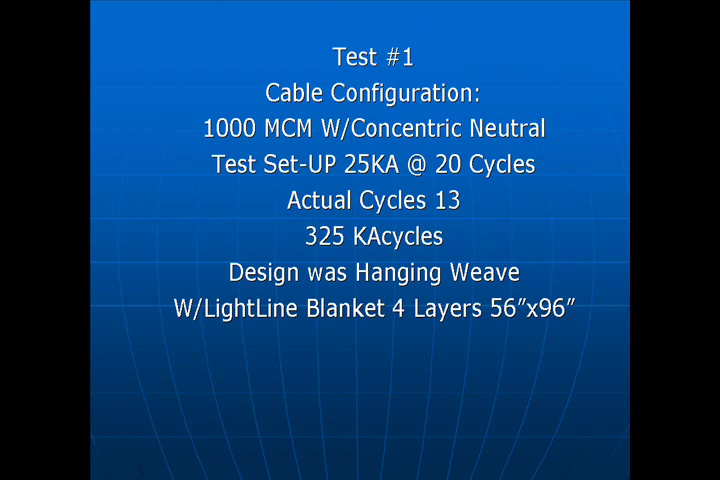 Test #1
Cable Configuration:
1000 MCM W/Concentric Neutral
Test Set-UP 25KA @ 20 Cycles
Actual Cycles 13
325 KAcycles
Design was Hanging Weave
W/LightLine Blanket 4 Layers 56”x96”